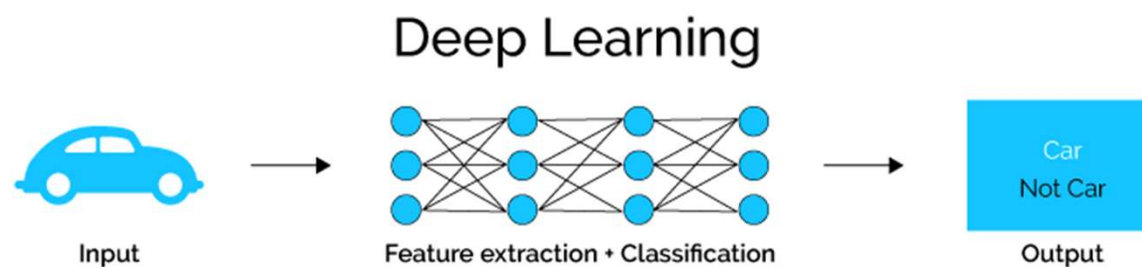 Deep Learning
Car
Not Car
Input
Feature extraction + Classification
Output